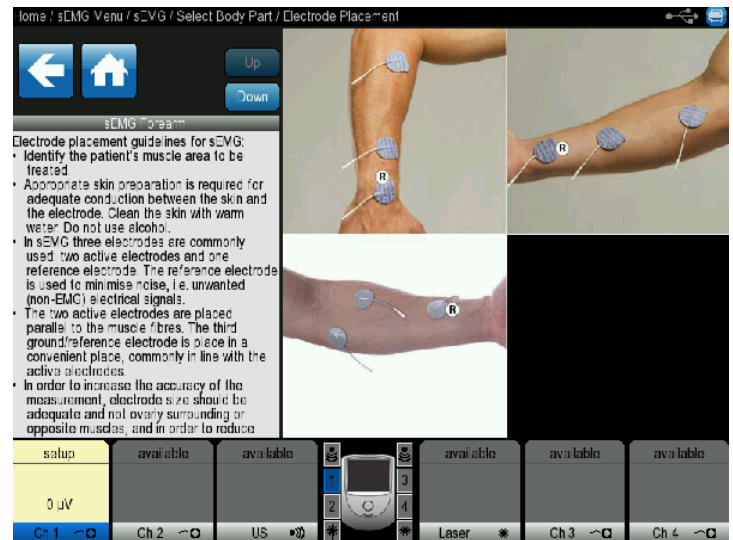 Home / sEMG Menu / sEMG / Select Body Part / Electrode Placement
Up
Down
sEMG Forearm
Electrode placement guidelines for sEMG:
• Identify the patient's muscle area to be
treated.
• Appropriate skin preparation is required for
adequate conduction between the skin and
the electrode. Clean the skin with warm
water. Do not use alcohol.
• In sEMG three electrodes are commonly
used: two active electrodes and one
reference electrode. The reference electrode
is used to minimise noise, i.e. unwanted
(non-EMG) electrical signals.
• The two active electrodes are placed
parallel to the muscle fibres. The third
ground/reference electrode is place in a
convenient place, commonly in line with the
active electrodes.
• In order to increase the accuracy of the
measurement, electrode size should be
adequate and not overly surrounding or
opposite muscles, and in order to reduce
R
R
R
setup
available
available
available
available
available
0 µV
1
3
2
4
Ch 1
Ch 2
US
Laser
Ch 3
Ch 4